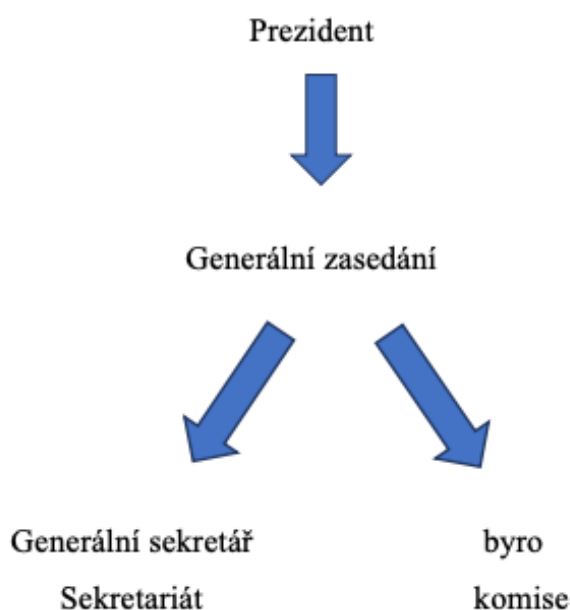 Prezident
Generální zasedání
Generální sekretář byro
Sekretariát komise